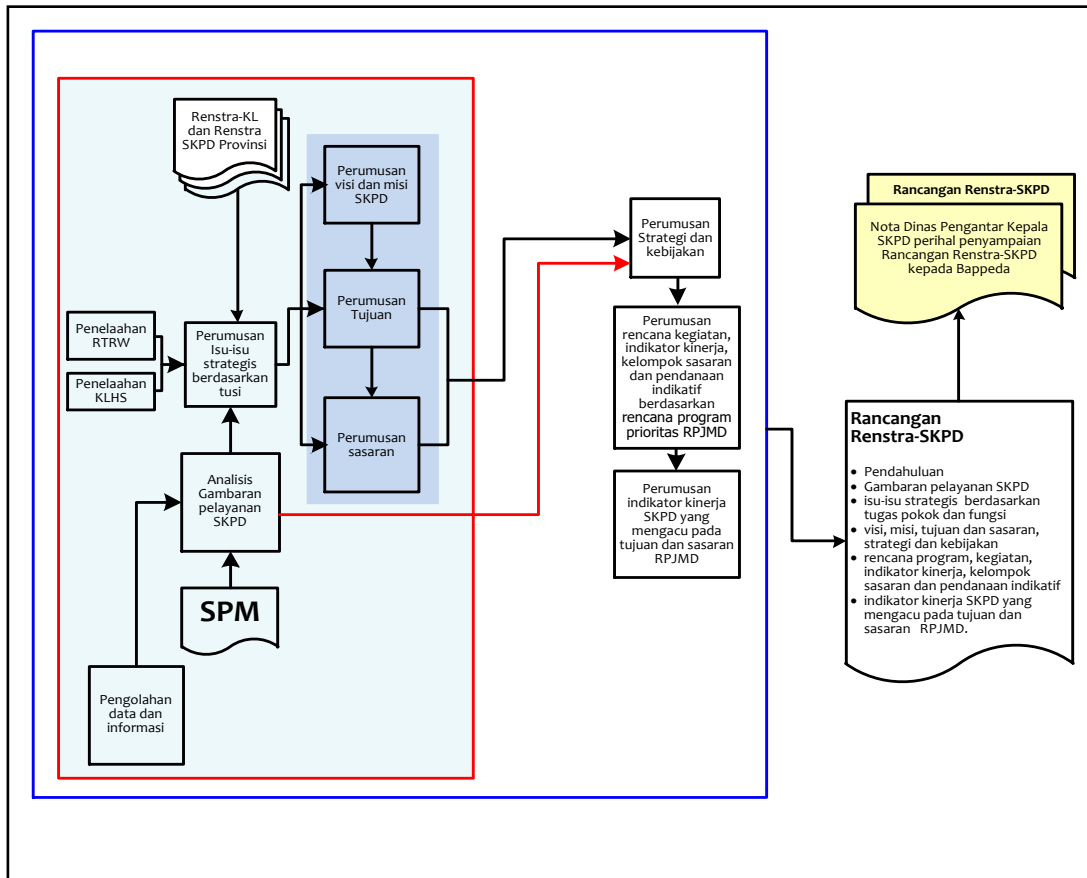 Renstra-KL
dan Renstra
SKPD Provinsi
Perumusan
visi dan misi
SKPD
Rancangan Renstra-SKPD
Nota Dinas Pengantar Kepala
SKPD perihal penyampaian
Rancangan Renstra-SKPD
kepada Bappeda
Perumusan
Strategi dan
kebijakan
Penelaahan
RTRW
Perumusan
Isu-isu
strategis
berdasarkan
tusi
Perumusan
Tujuan
Penelaahan
KLHS
Perumusan
rencana kegiatan,
indikator kinerja,
kelompok sasaran
dan pendanaan
indikatif
berdasarkan
rencana program
prioritas RPJMD
Perumusan
sasaran
Analisis
Gambaran
pelayanan
SKPD
Perumusan
indikator kinerja
SKPD yang
mengacu pada
tujuan dan sasaran
RPJMD
SPM
Pengolahan
data dan
informasi
Rancangan
Renstra-SKPD
• Pendahuluan
• Gambaran pelayanan SKPD
• isu-isu strategis berdasarkan
tugas pokok dan fungsi
• visi, misi, tujuan dan sasaran,
strategi dan kebijakan
• rencana program, kegiatan,
indikator kinerja, kelompok
sasaran dan pendanaan indikatif
• indikator kinerja SKPD yang
mengacu pada tujuan dan
sasaran RPJMD.